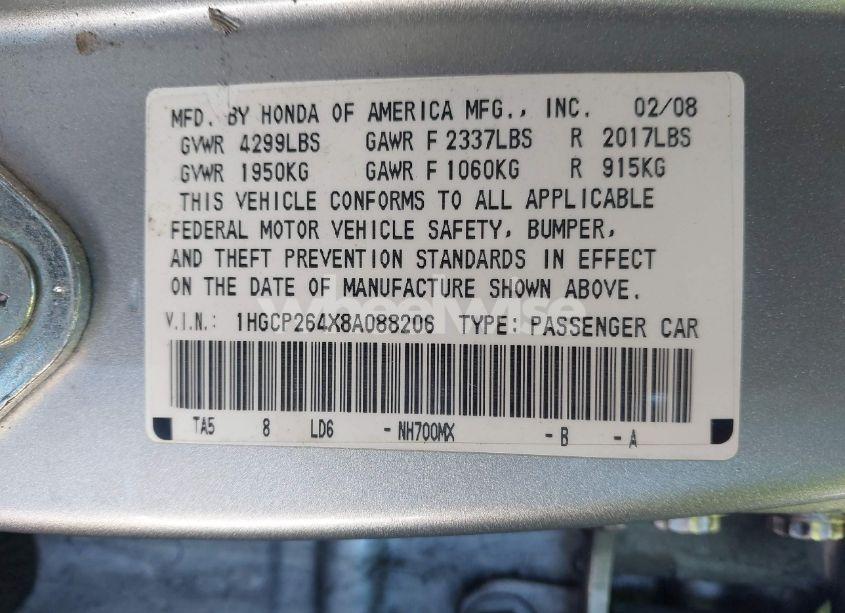 MFD. BY HONDA OF AMERICA MFG., INC. 02/08
GVWR 4299LBS GAWR F 2337LBS R 2017LBS
GVWR 1950KG GAWR F 1060KG R 915KG
THIS VEHICLE CONFORMS TO ALL APPLICABLE
FEDERAL MOTOR VEHICLE SAFETY, BUMPER,
AND THEFT PREVENTION STANDARDS IN EFFECT
ON THE DATE OF MANUFACTURE SHOWN ABOVE.
WheelWise
V.I.N.: 1HGCP264X8A088206 TYPE: PASSENGER CAR
TA5 8 LD6 -NH700MX -B -A